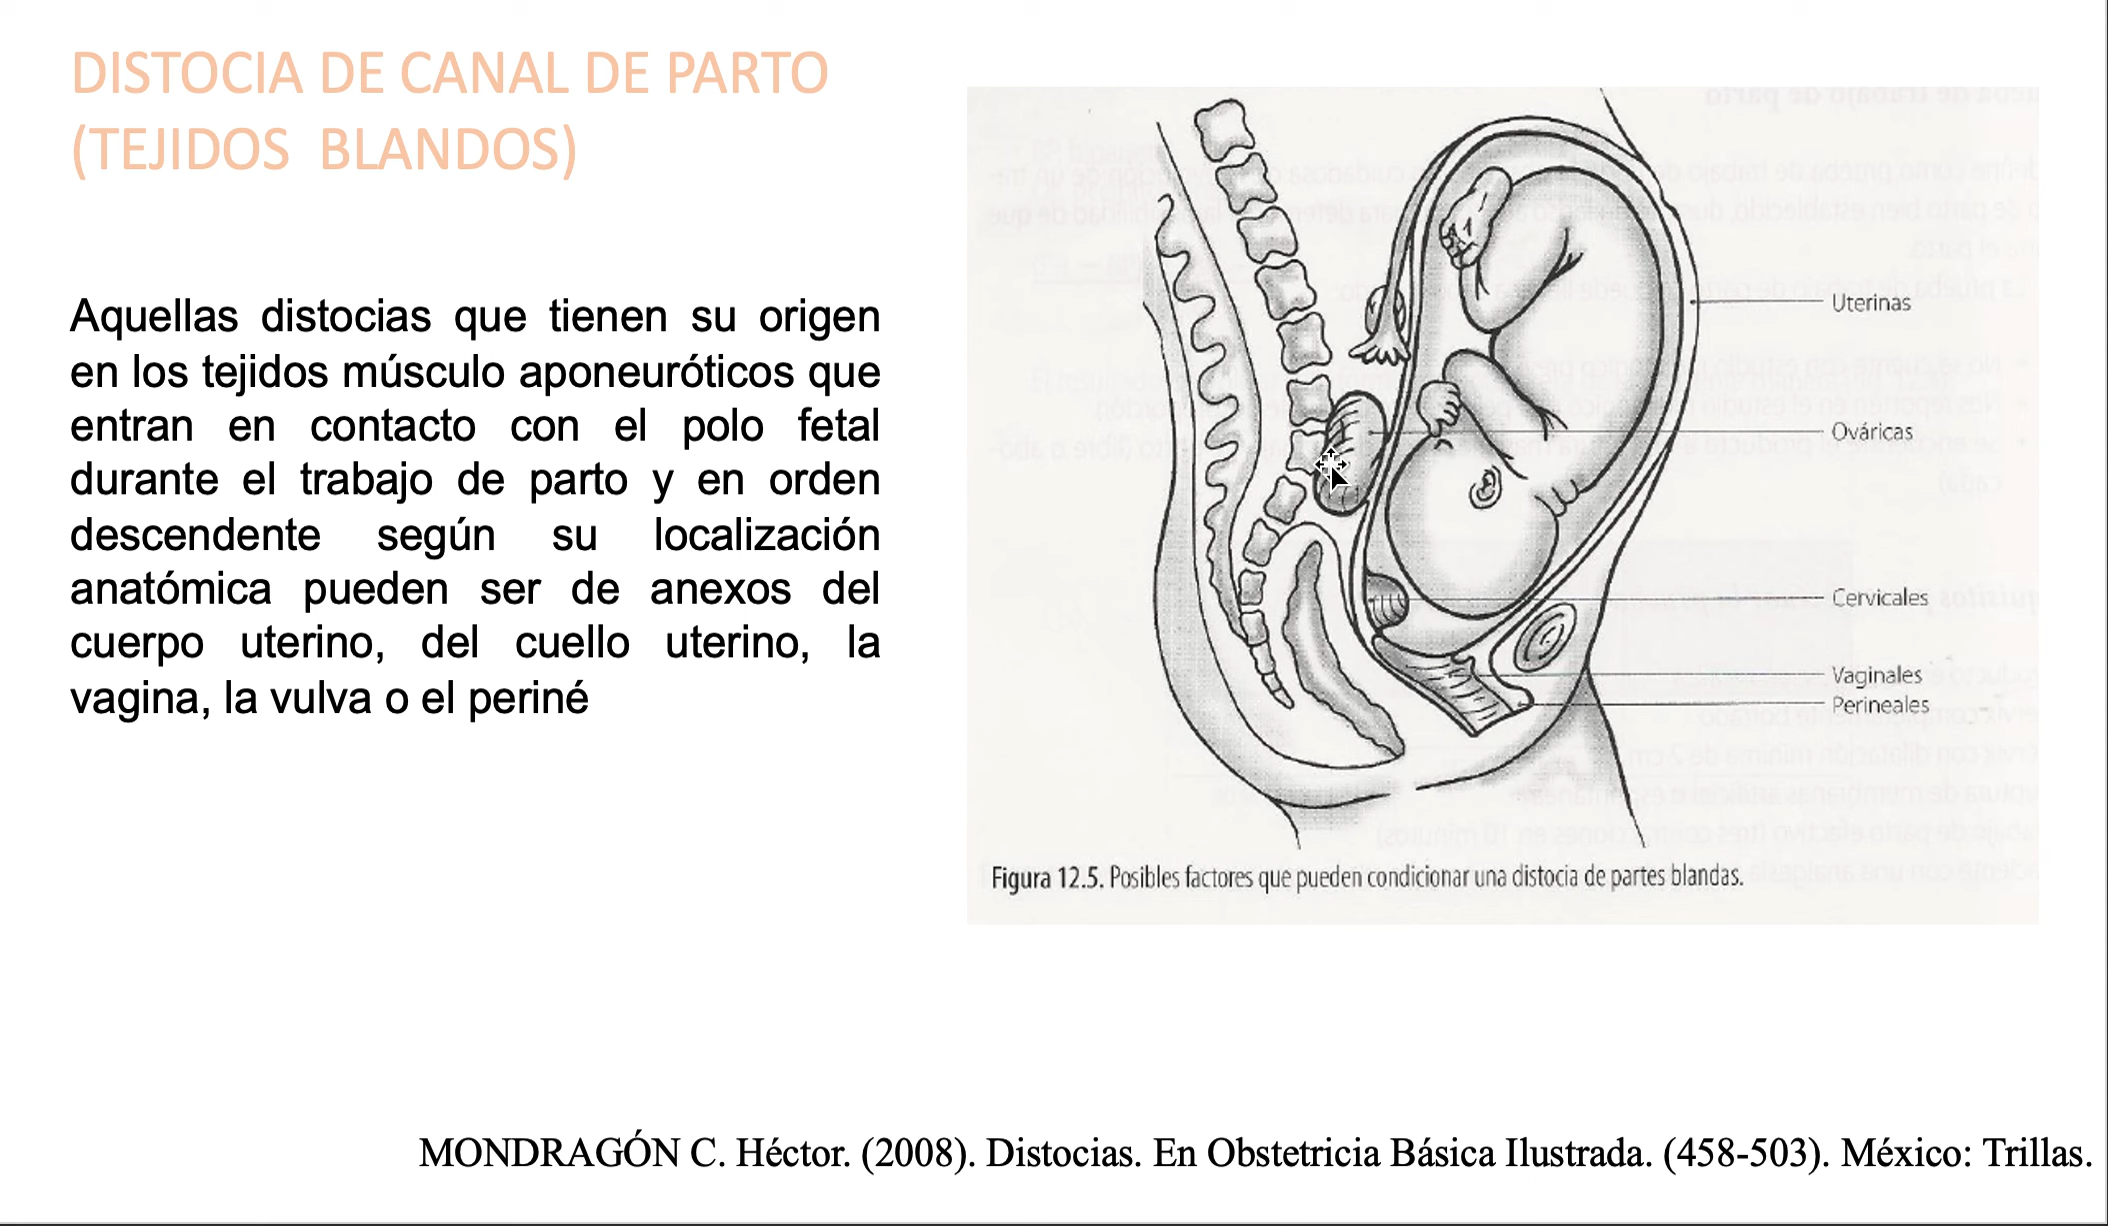 DISTOCIA DE CANAL DE PARTO
(TEJIDOS BLANDOS)
Aquellas distocias que tienen su origen
en los tejidos músculo aponeuróticos que
entran en contacto con el polo fetal
durante el trabajo de parto y en orden
descendente según su localización
anatómica pueden ser de anexos del
cuerpo uterino, del cuello uterino, la
vagina, la vulva o el periné
Uterinas
Ováricas
Cervicales
Vaginales
Perineales
Figura 12.5. Posibles factores que pueden condicionar una distocia de partes blandas.
MONDRAGÓN C. Héctor. (2008). Distocias. En Obstetricia Básica Ilustrada. (458-503). México: Trillas.